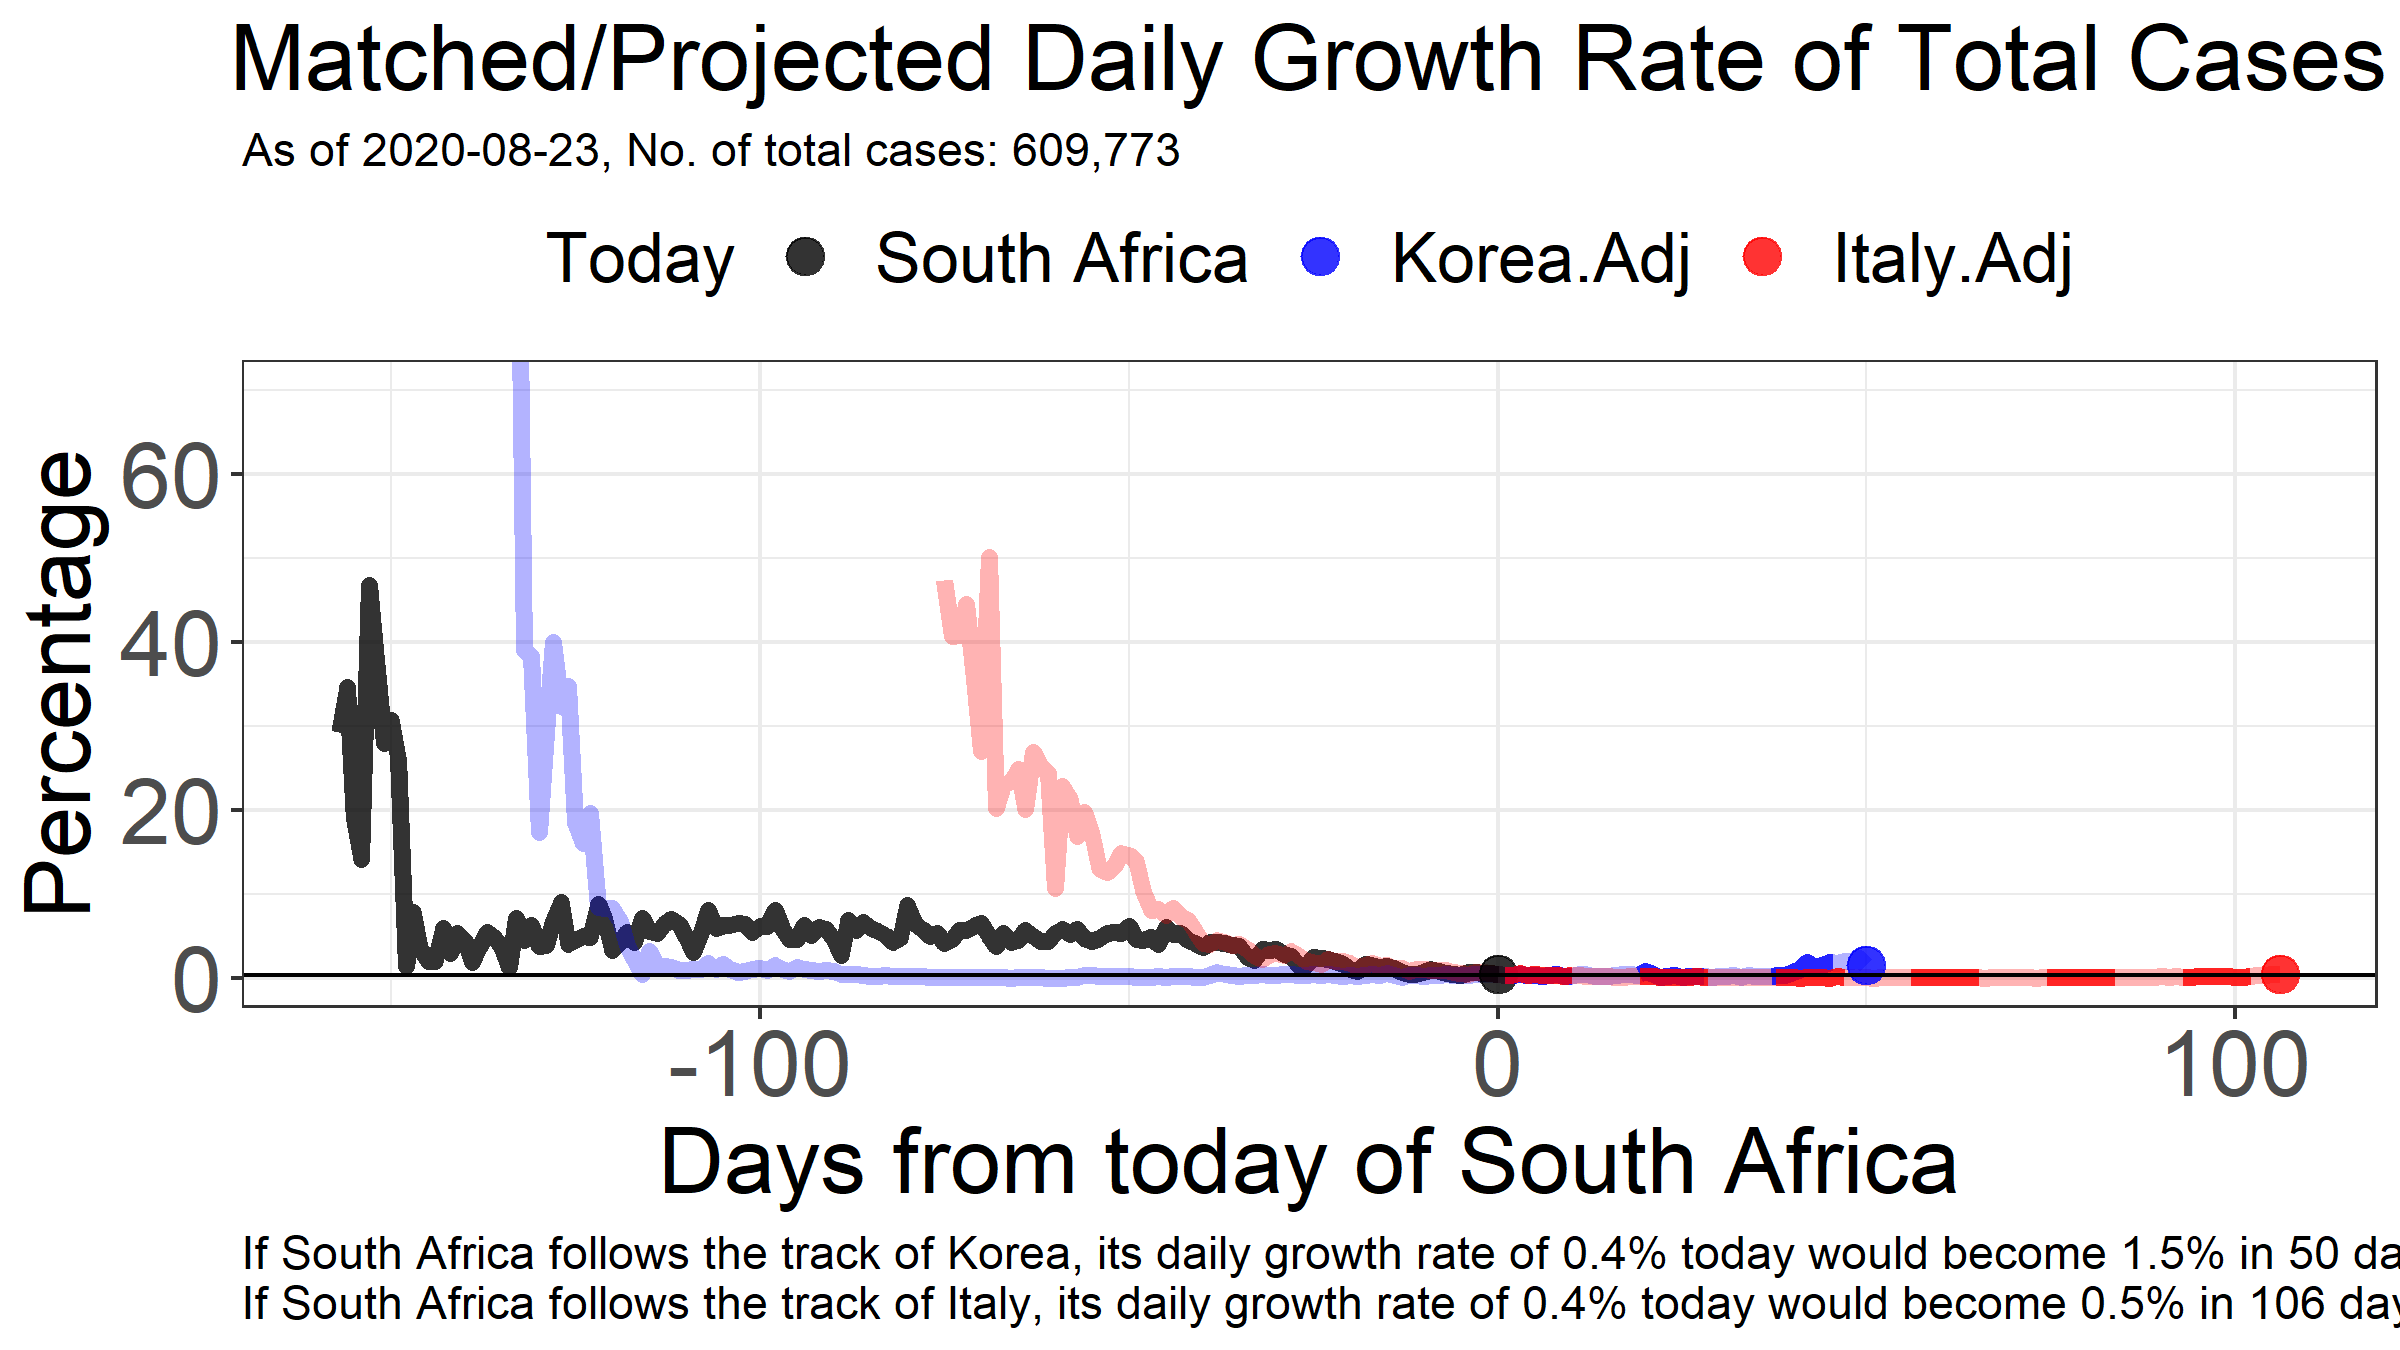 Matched/Projected Daily Growth Rate of Total Cases
As of 2020-08-23, No. of total cases: 609,773
Today South Africa Korea.Adj Italy.Adj
Percentage
60
40
20
0
-100 0 100
Days from today of South Africa
If South Africa follows the track of Korea, its daily growth rate of 0.4% today would become 1.5% in 50 da
If South Africa follows the track of Italy, its daily growth rate of 0.4% today would become 0.5% in 106 day